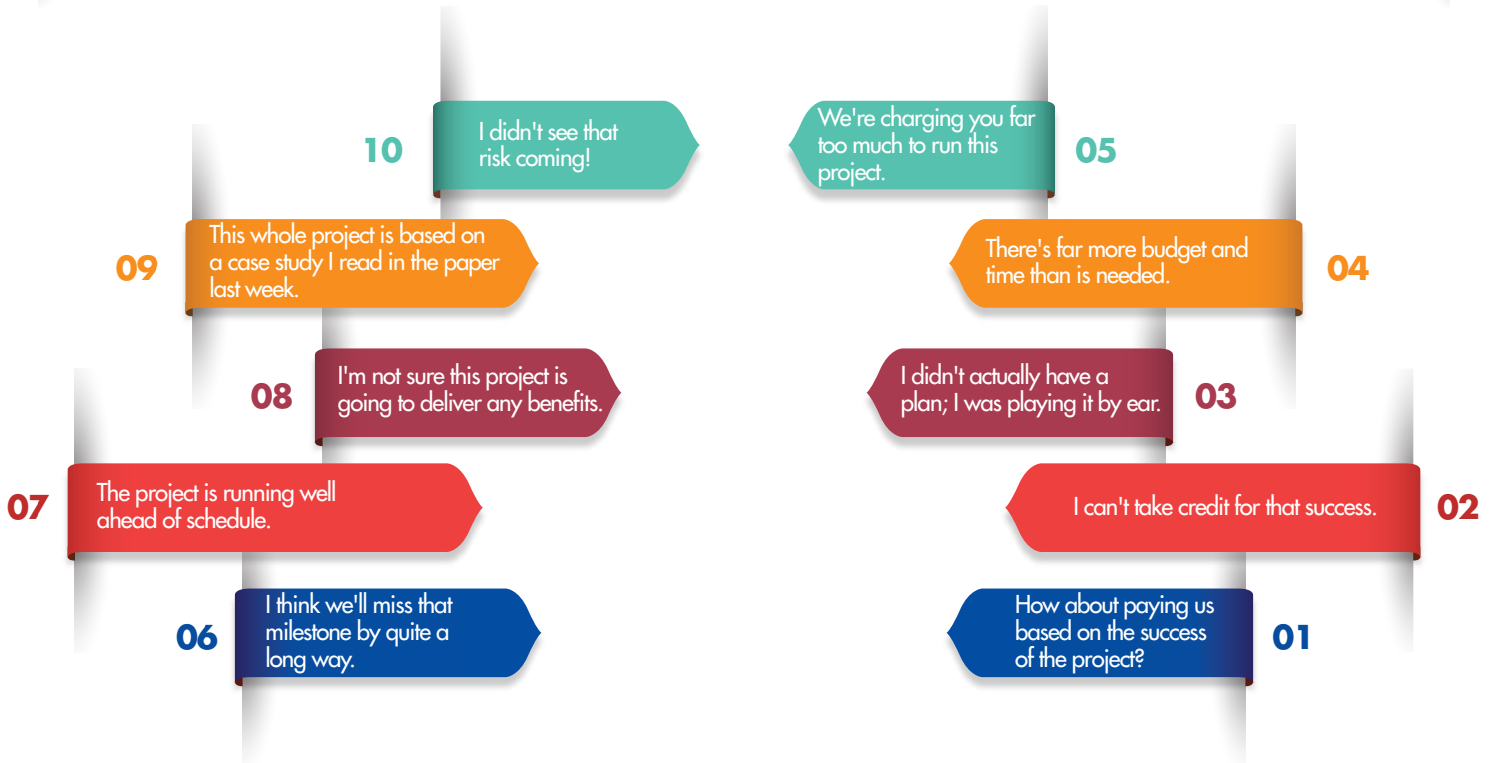 10
I didn't see that
risk coming!
We're charging you far
too much to run this
project.
05
09
This whole project is based on
a case study I read in the paper
last week.
There's far more budget and
time than is needed.
04
08
I'm not sure this project is
going to deliver any benefits.
I didn't actually have a
plan; I was playing it by ear.
03
07
The project is running well
ahead of schedule.
I can't take credit for that success.
02
06
I think we'll miss that
milestone by quite a
long way.
How about paying us
based on the success
of the project?
01